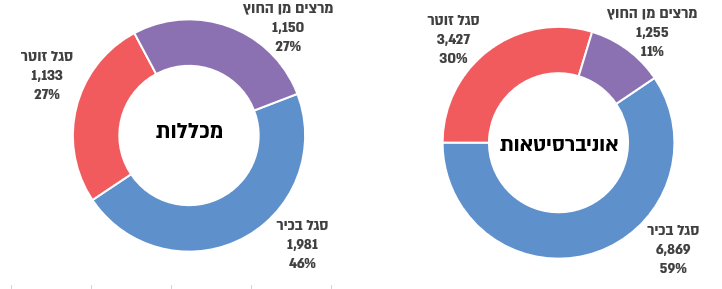 מרצים מן החוץ
1,255
11%
סגל זוטר
3,427
30%
אוניברסיטאות
סגל בכיר
6,869
59%
מרצים מן החוץ
1,150
27%
סגל זוטר
1,133
27%
מכללות
סגל בכיר
1,981
46%